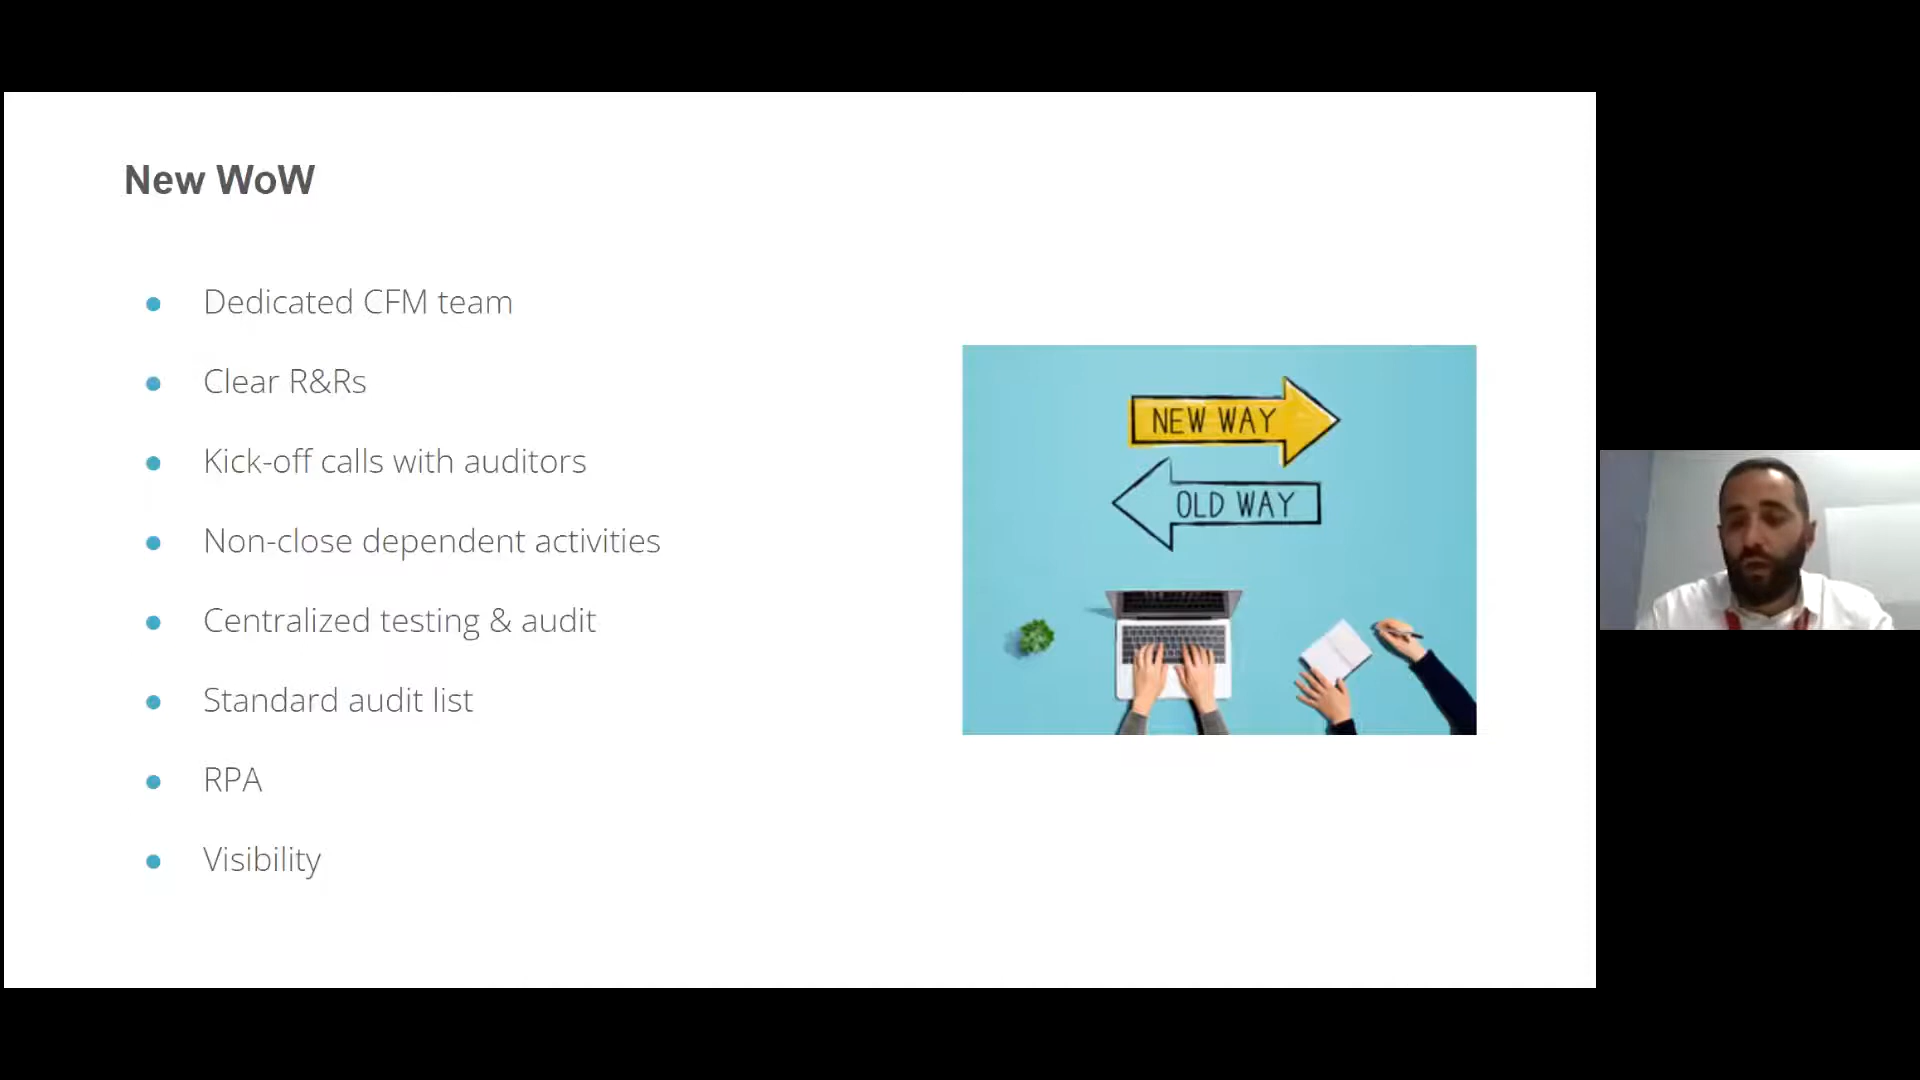 New WoW
Dedicated CFM team
Clear R&Rs
Kick-off calls with auditors
Non-close dependent activities
Centralized testing & audit
Standard audit list
RPA
Visibility
NEW WAY
OLD WAY